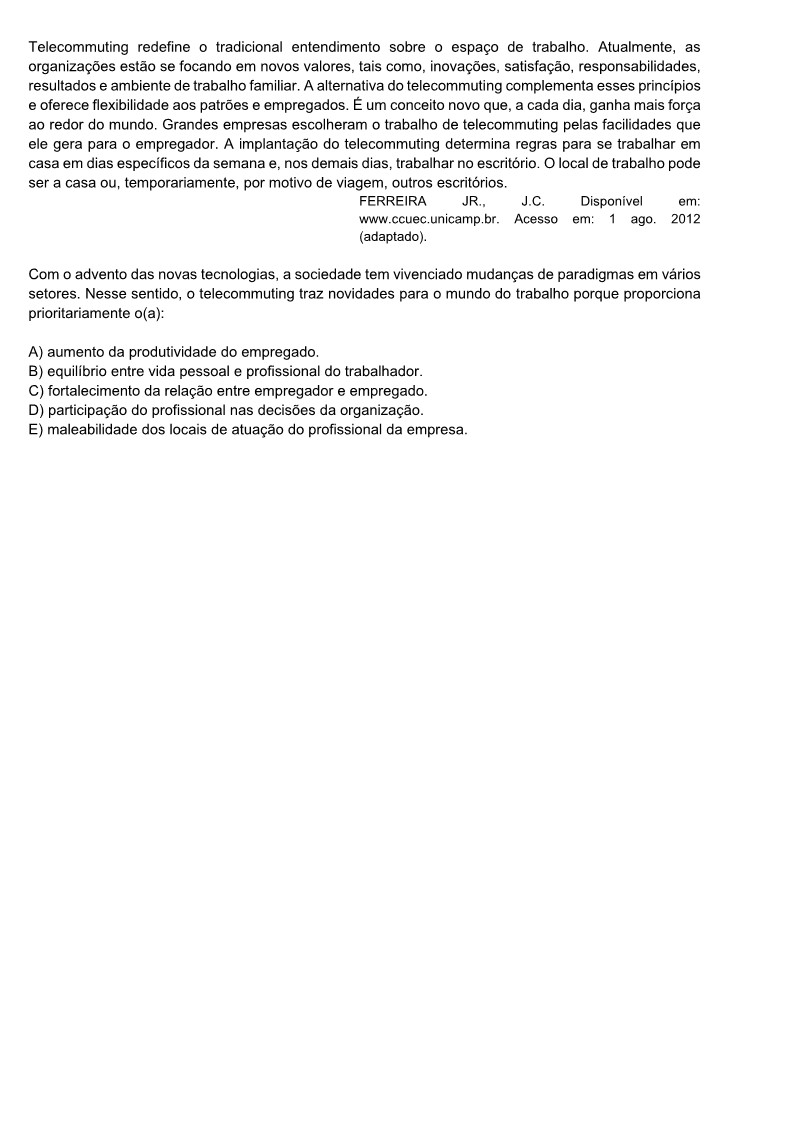 Telecommuting redefine o tradicional entendimento sobre o espaço de trabalho. Atualmente, as
organizações estão se focando em novos valores, tais como, inovações, satisfação, responsabilidades,
resultados e ambiente de trabalho familiar. A alternativa do telecommuting complementa esses princípios
e oferece flexibilidade aos patrões e empregados. É um conceito novo que, a cada dia, ganha mais força
ao redor do mundo. Grandes empresas escolheram o trabalho de telecommuting pelas facilidades que
ele gera para o empregador. A implantação do telecommuting determina regras para se trabalhar em
casa em dias específicos da semana e, nos demais dias, trabalhar no escritório. O local de trabalho pode
ser a casa ou, temporariamente, por motivo de viagem, outros escritórios.
FERREIRA JR., J.C. Disponível em:
www.ccuec.unicamp.br. Acesso em: 1 ago. 2012
(adaptado).
Com o advento das novas tecnologias, a sociedade tem vivenciado mudanças de paradigmas em vários
setores. Nesse sentido, o telecommuting traz novidades para o mundo do trabalho porque proporciona
prioritariamente o(a):
A) aumento da produtividade do empregado.
B) equilíbrio entre vida pessoal e profissional do trabalhador.
C) fortalecimento da relação entre empregador e empregado.
D) participação do profissional nas decisões da organização.
E) maleabilidade dos locais de atuação do profissional da empresa.